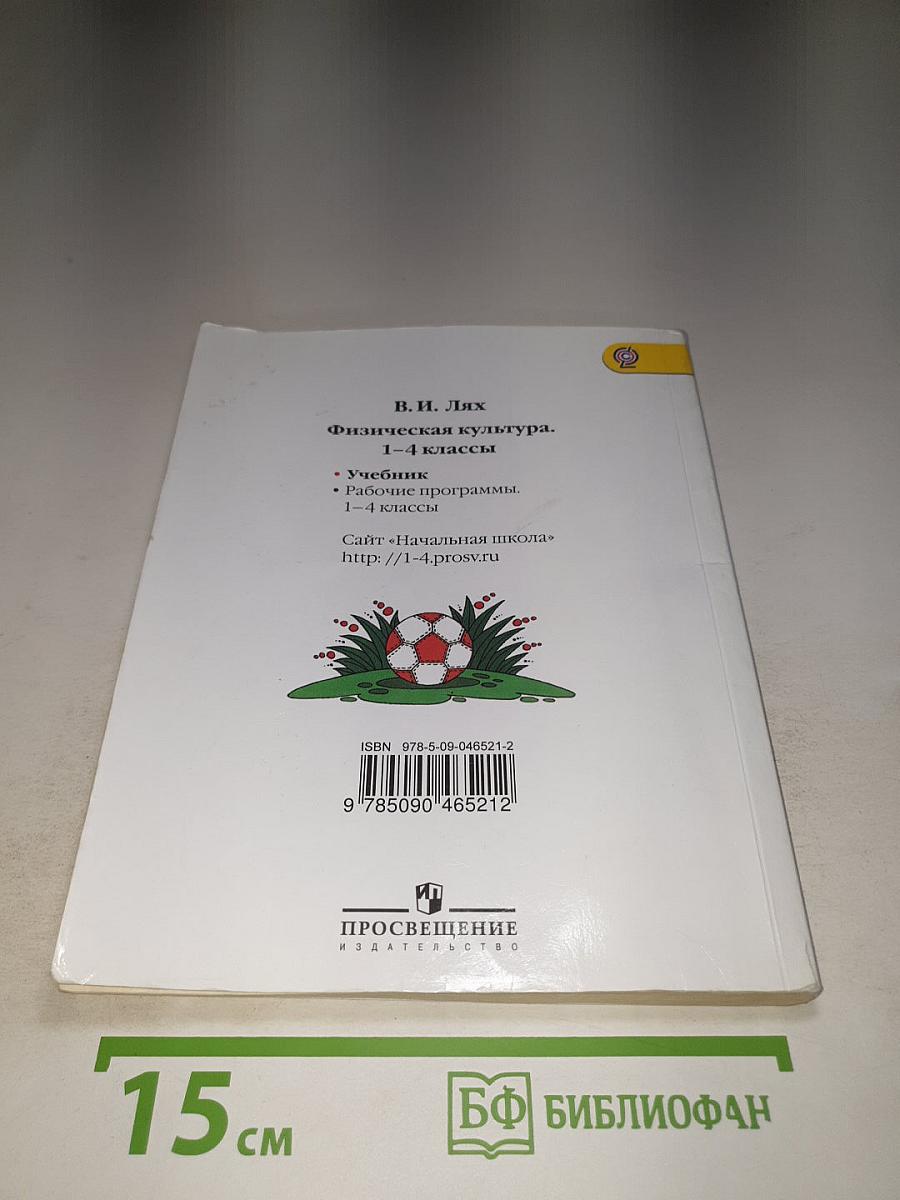 В. И. Лях
Физическая культура.
1–4 классы
• Учебник
• Рабочие программы.
1–4 классы
Сайт «Начальная школа»
http: //1-4.prosv.ru
ISBN 978-5-09-046521-2
9 785090 465212
ИП
ПРОСВЕЩЕНИЕ
ИЗДАТЕЛЬСТВО
15 см
БФ БИБЛИОФАН